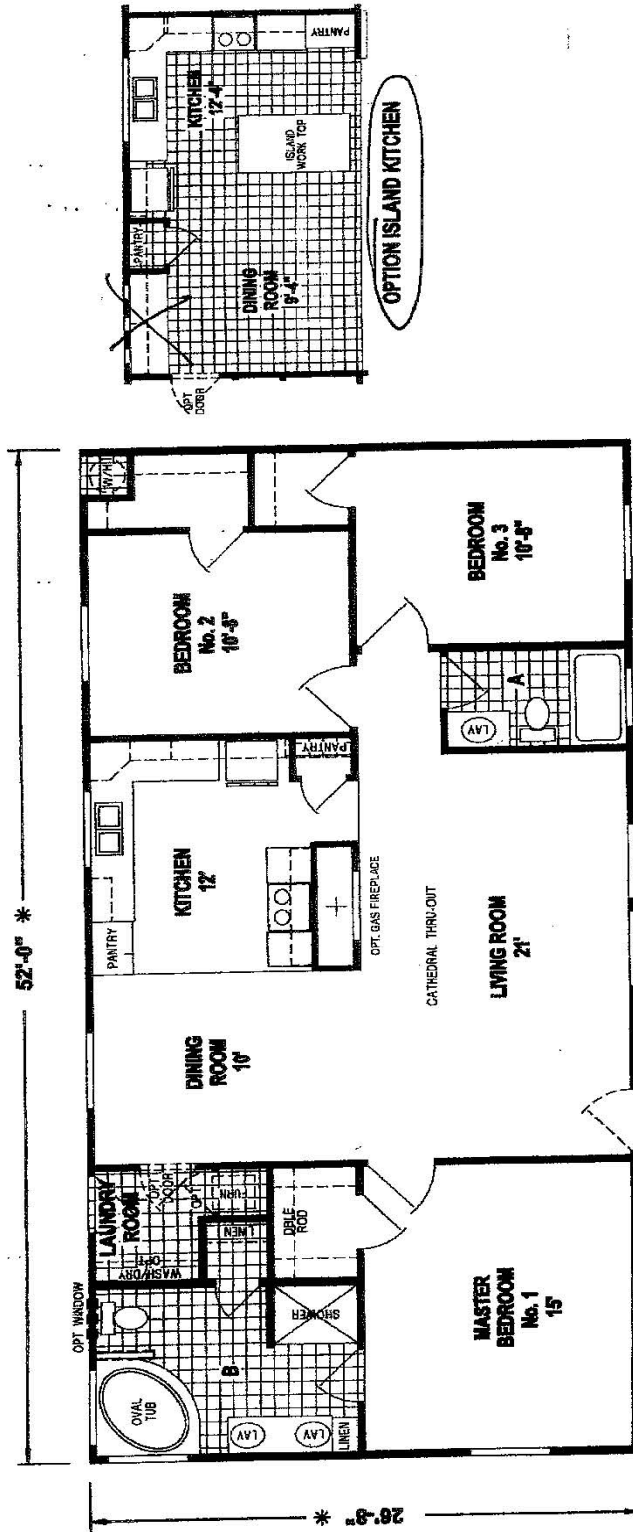 52'-0" *
26'-8" *
OPT WINDOW
OVAL
TUB
B
LAV
LAV
LINEN
SHOWER
LINEN
LAUNDRY
ROOM
OPT
WASH/DRY
OPT
DOOR
OPT
FURN
DBLE
ROD
MASTER
BEDROOM
No. 1
15'
DINING
ROOM
10'
PANTRY
KITCHEN
12'
PANTRY
OPT. GAS FIREPLACE
CATHEDRAL THRU-OUT
LIVING ROOM
21'
BEDROOM
No. 2
10'-8"
W/H
LAV
A
BEDROOM
No. 3
10'-8"
OPT
DOOR
PANTRY
DINING
ROOM
9'-4"
KITCHEN
12'-4"
ISLAND
WORK TOP
PANTRY
OPTION ISLAND KITCHEN